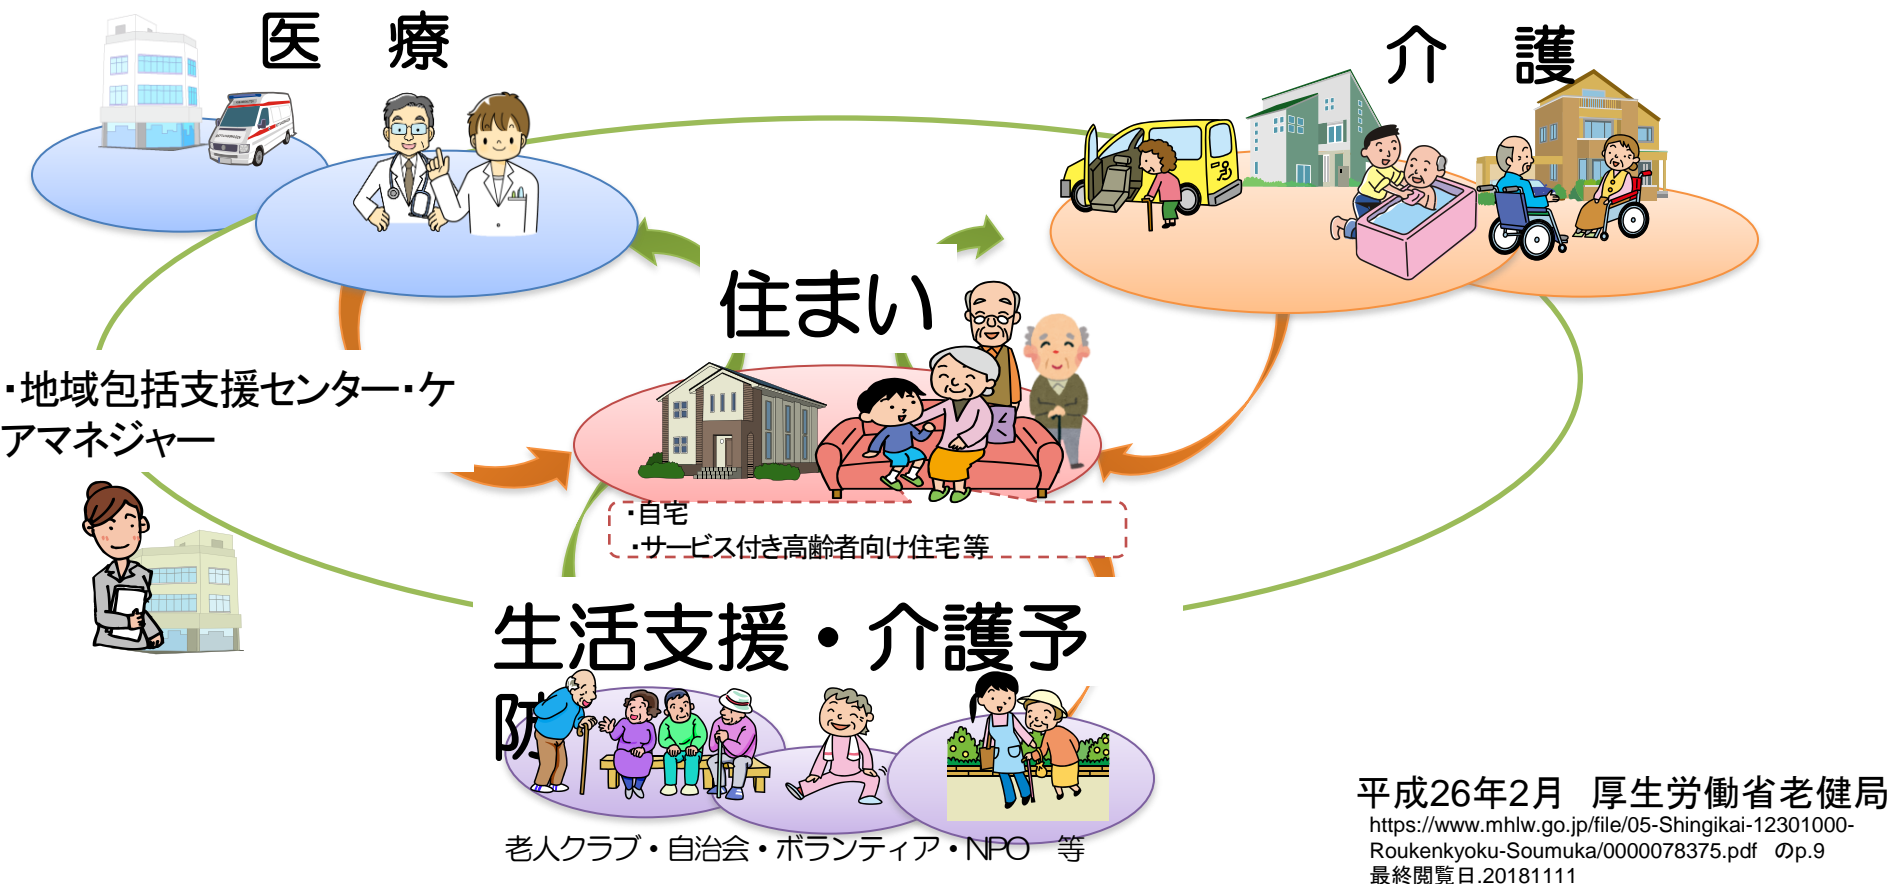 医　療
介　護
住まい
・地域包括支援センター・ケ
アマネジャー
・自宅
・サービス付き高齢者向け住宅 等
生活支援・介護予
防
老人クラブ・自治会・ボランティア・NPO　等
平成26年2月　厚生労働省老健局
https://www.mhlw.go.jp/file/05-Shingikai-12301000-
Roukenkyoku-Soumuka/0000078375.pdf　のp.9
最終閲覧日.20181111